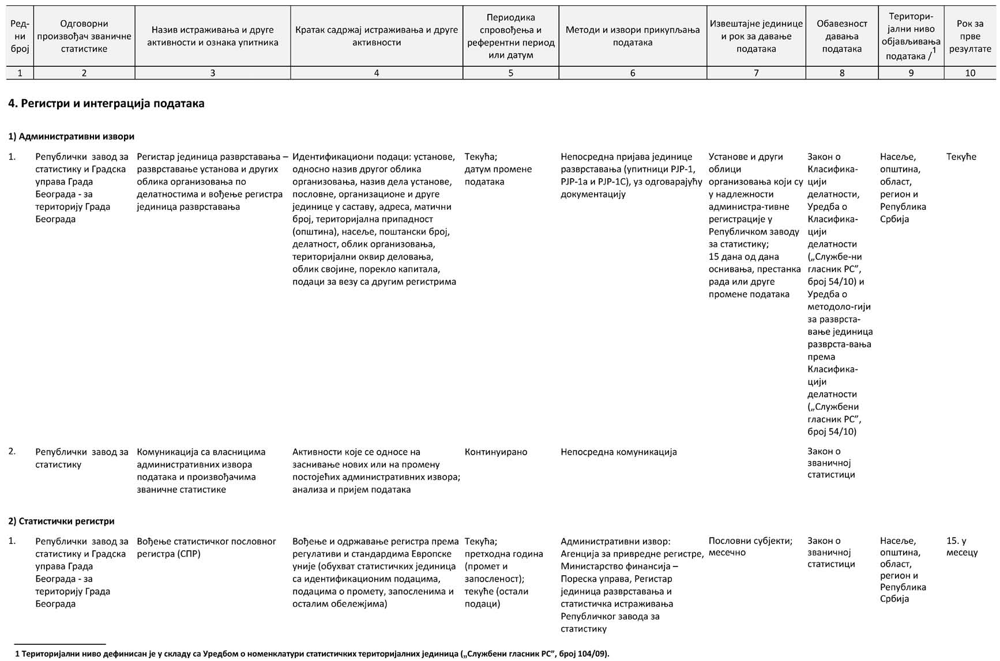 Ред-
ни
број
Одговорни
произвођач званичне
статистике
Назив истраживања и друге
активности и ознака упитника
Кратак садржај истраживања и друге
активности
Периодика
спровођења и
референтни период
или датум
Методи и извори прикупљања
података
Извештајне јединице
и рок за давање
података
Обавезност
давања
података
Територи-
јални ниво
објављивања
података /1
Рок за
прве
резултате
1 2 3 4 5 6 7 8 9 10
4. Регистри и интеграција података
1) Административни извори
1.
Републички завод за
статистику и Градска
управа Града
Београда - за
територију Града
Београда
Регистар јединица разврставања –
разврставање установа и других
облика организовања по
делатностима и вођење регистра
јединица разврставања
Идентификациони подаци: установе,
односно назив другог облика
организовања, назив дела установе,
пословне, организационе и друге
јединице у саставу, адреса, матични
број, територијална припадност
(општина), насеље, поштански број,
делатност, облик организовања,
територијални оквир деловања,
облик својине, порекло капитала,
подаци за везу са другим регистрима
Текућа;
датум промене
података
Непосредна пријава јединице
разврставања (упитници РЈР-1,
РЈР-1а и РЈР-1С), уз одговарајућу
документацију
Установе и други
облици
организовања који су
у надлежности
администра-тивне
регистрације у
Републичком заводу
за статистику;
15 дана од дана
оснивања, престанка
рада или друге
промене података
Закон о
Класифика-
цији
делатности,
Уредба о
Класифика-
цији
делатности
(„Службе-ни
гласник РС”,
број 54/10) и
Уредба о
методоло-гији
за разврста-
вање јединица
разврста-вања
према
Класифика-
цији
делатности
(„Службени
гласник РС”,
број 54/10)
Насеље,
општина,
област,
регион и
Република
Србија
Текуће
2.
Републички завод за
статистику
Комуникација са власницима
административних извора
података и произвођачима
званичне статистике
Активности које се односе на
заснивање нових или на промену
постојећих административних извора;
анализа и пријем података
Континуирано
Непосредна комуникација
Закон о
званичној
статистици
2) Статистички регистри
1.
Републички завод за
статистику и Градска
управа Града
Београда - за
територију Града
Београда
Вођење статистичког пословног
регистра (СПР)
Вођење и одржавање регистра према
регулативи и стандардима Европске
уније (обухват статистичких јединица
са идентификационим подацима,
подацима о промету, запосленима и
осталим обележјима)
Текућа;
претходна година
(промет и
запосленост);
текуће (остали
подаци)
Административни извор:
Агенција за привредне регистре,
Министарство финансија –
Пореска управа, Регистар
јединица разврставања и
статистичка истраживања
Републичког завода за
статистику
Пословни субјекти;
месечно
Закон о
званичној
статистици
Насеље,
општина,
област,
регион и
Република
Србија
15. у
месецу
1 Територијални ниво дефинисан је у складу са Уредбом о номенклатури статистичких територијалних јединица („Службени гласник РС”, број 104/09).